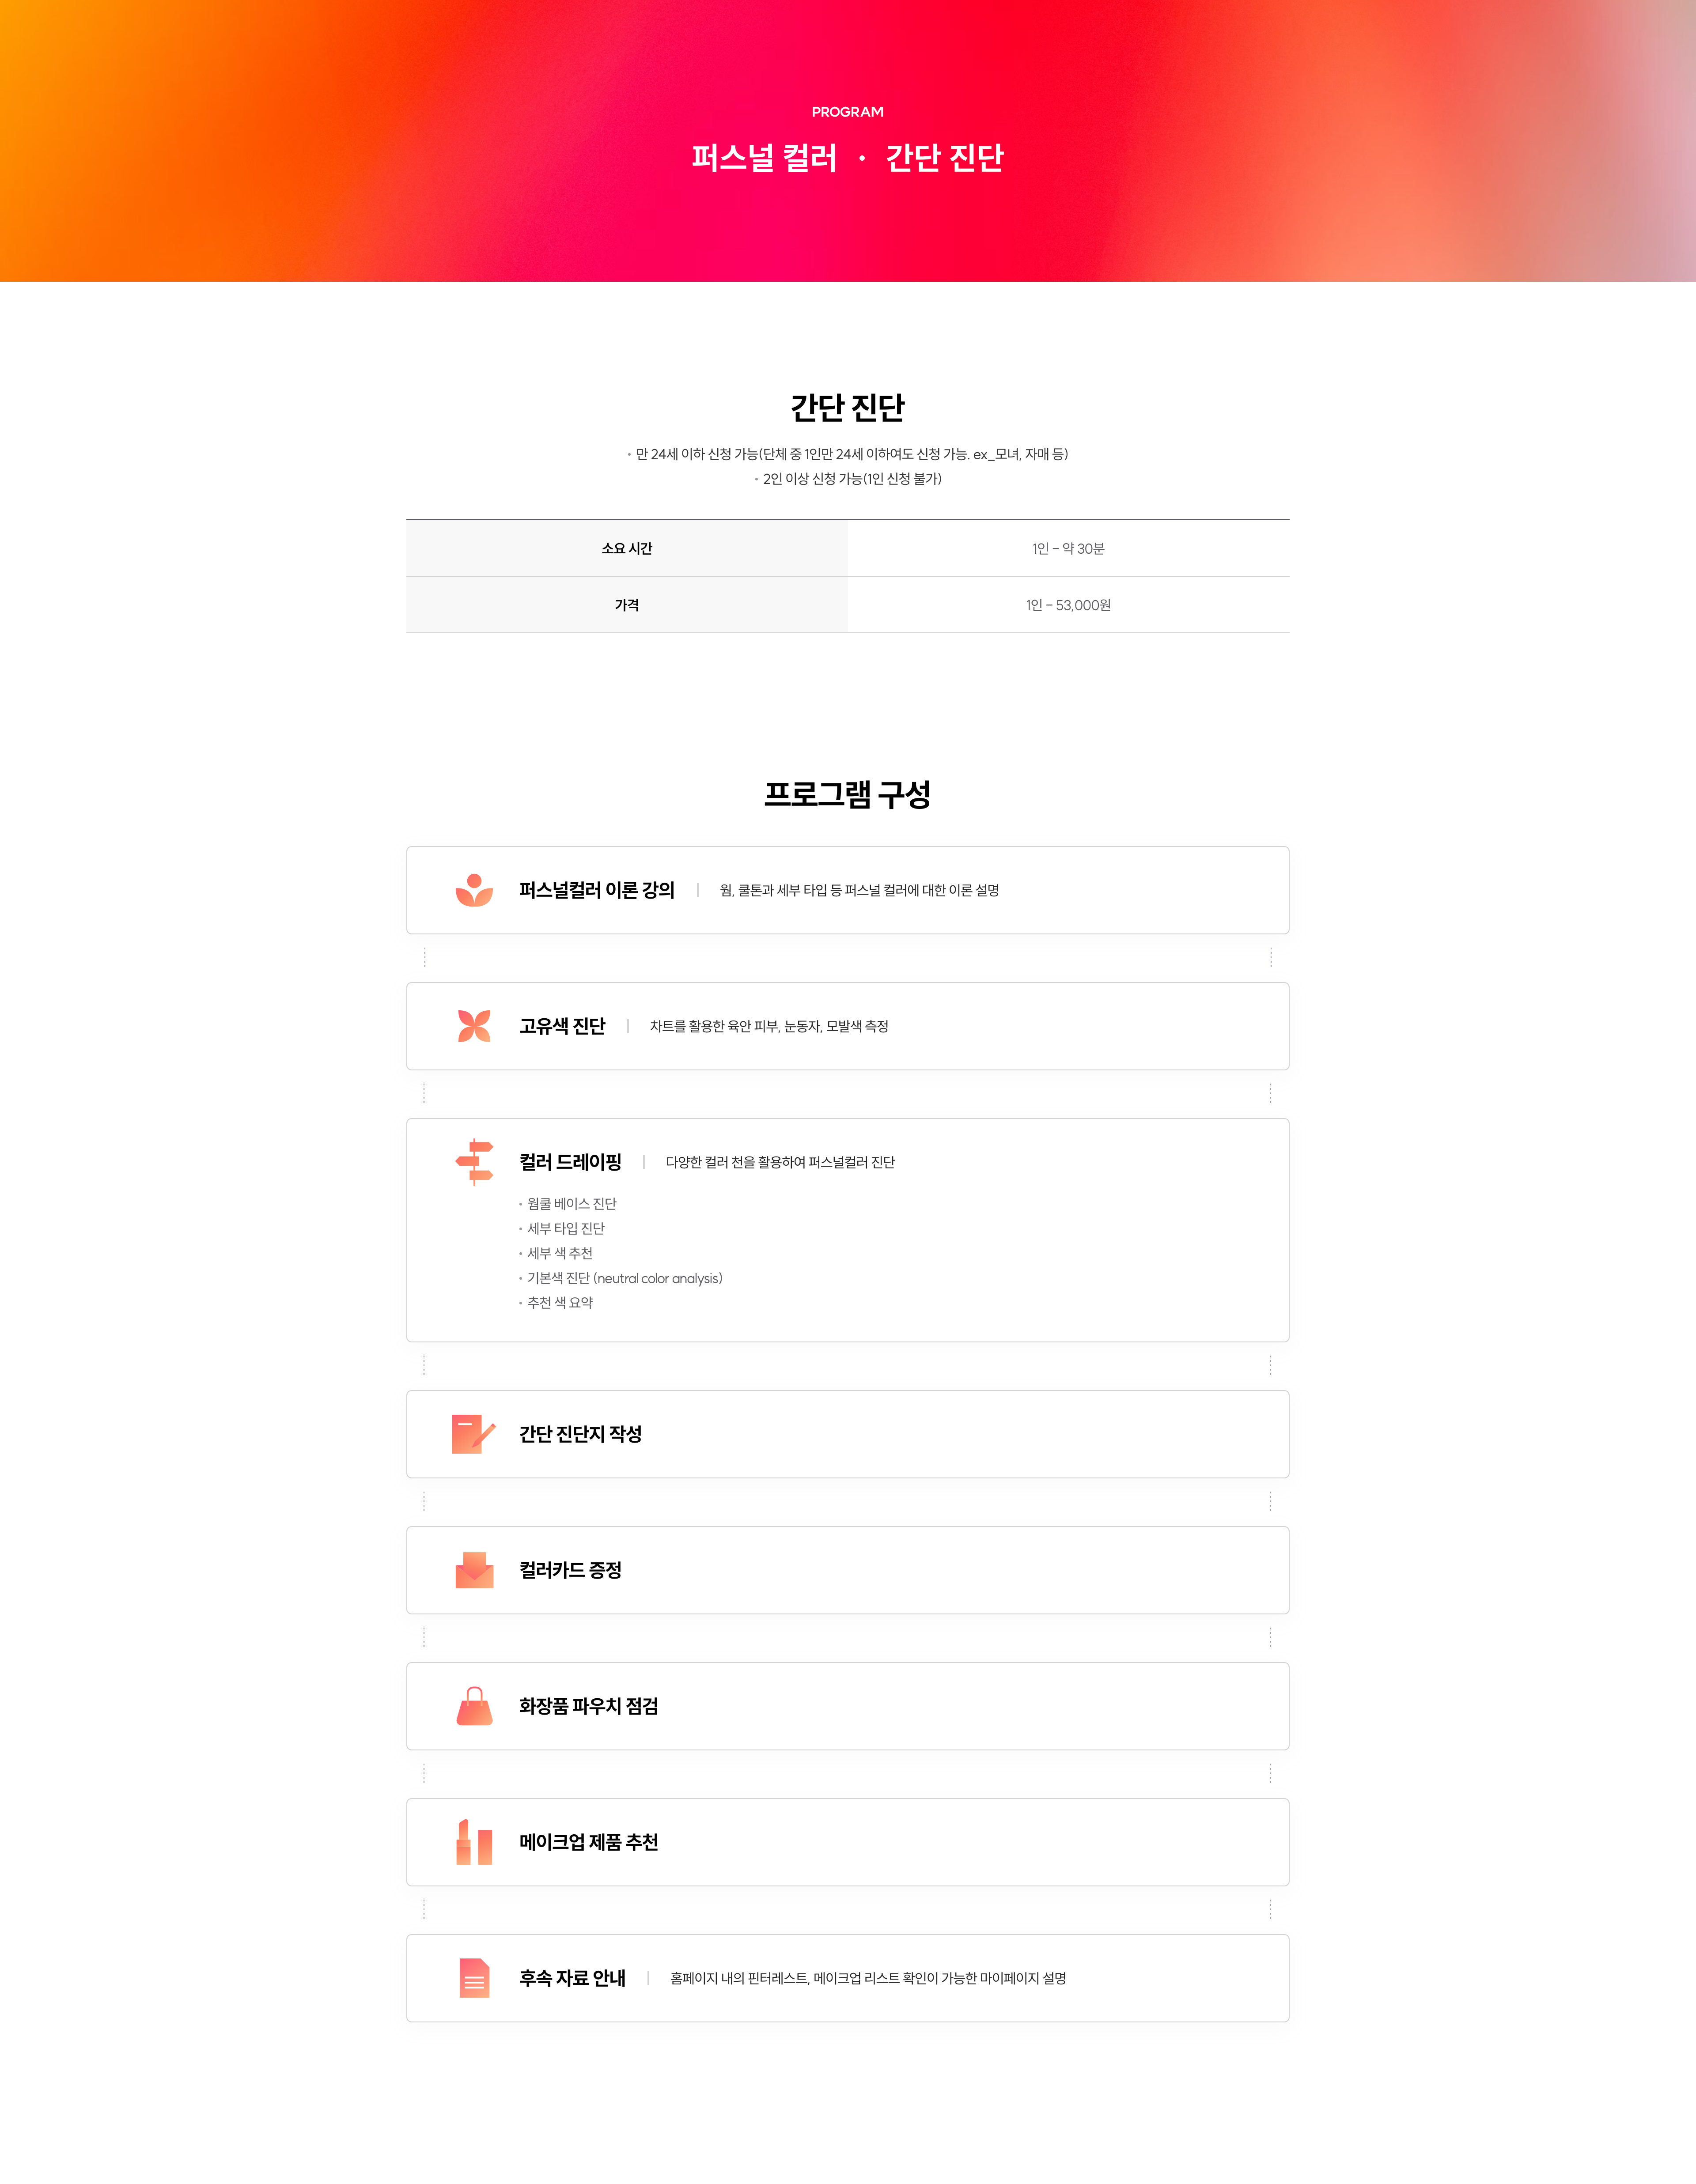 PROGRAM
퍼스널 컬러 · 간단 진단
간단 진단
· 만 24세 이하 신청 가능(단체 중 1인만 24세 이하여도 신청 가능. ex_모녀, 자매 등)
· 2인 이상 신청 가능(1인 신청 불가)
소요 시간 1인 - 약 30분
가격 1인 - 53,000원
프로그램 구성
퍼스널컬러 이론 강의 | 웜, 쿨톤과 세부 타입 등 퍼스널 컬러에 대한 이론 설명
고유색 진단 | 차트를 활용한 육안 피부, 눈동자, 모발색 측정
컬러 드레이핑 | 다양한 컬러 천을 활용하여 퍼스널컬러 진단
· 웜쿨 베이스 진단
· 세부 타입 진단
· 세부 색 추천
· 기본색 진단 (neutral color analysis)
· 추천 색 요약
간단 진단지 작성
컬러카드 증정
화장품 파우치 점검
메이크업 제품 추천
후속 자료 안내 | 홈페이지 내의 핀터레스트, 메이크업 리스트 확인이 가능한 마이페이지 설명